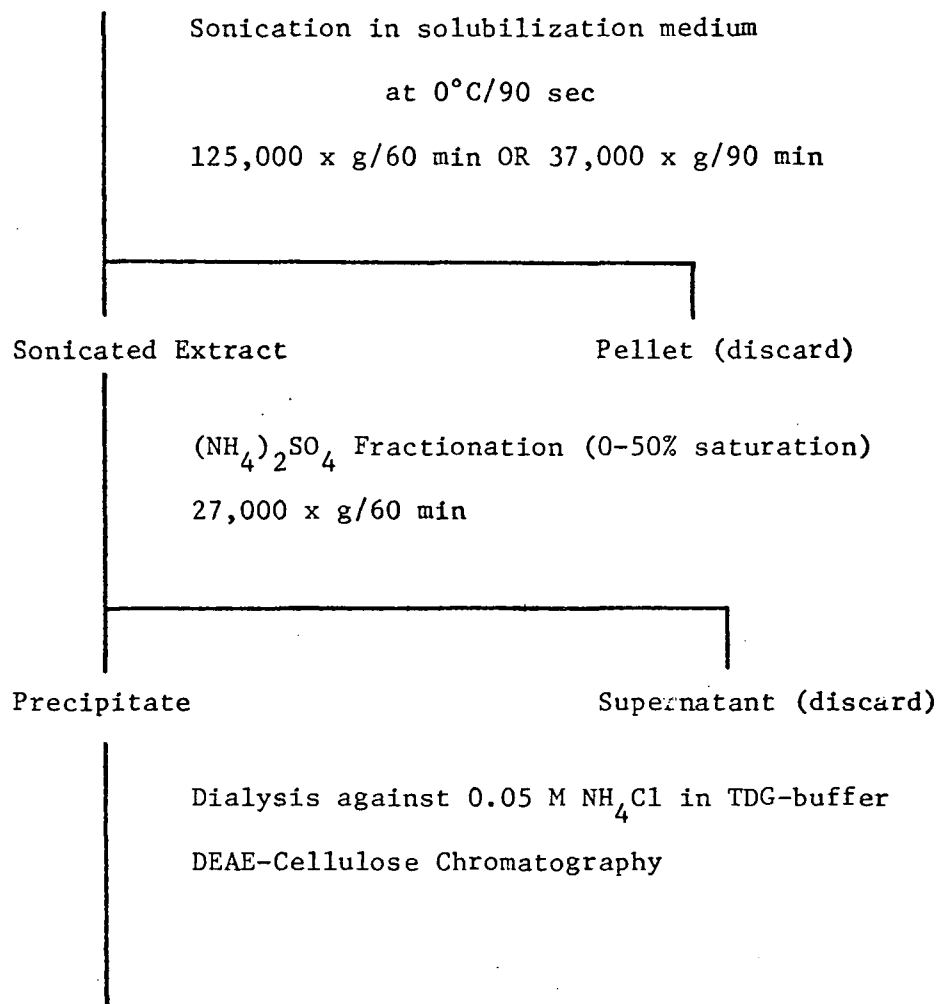 Sonication in solubilization medium
at 0°C/90 sec
125,000 x g/60 min OR 37,000 x g/90 min
Sonicated Extract Pellet (discard)
(NH4)2SO4 Fractionation (0-50% saturation)
27,000 x g/60 min
Precipitate Supernatant (discard)
Dialysis against 0.05 M NH4Cl in TDG-buffer
DEAE-Cellulose Chromatography